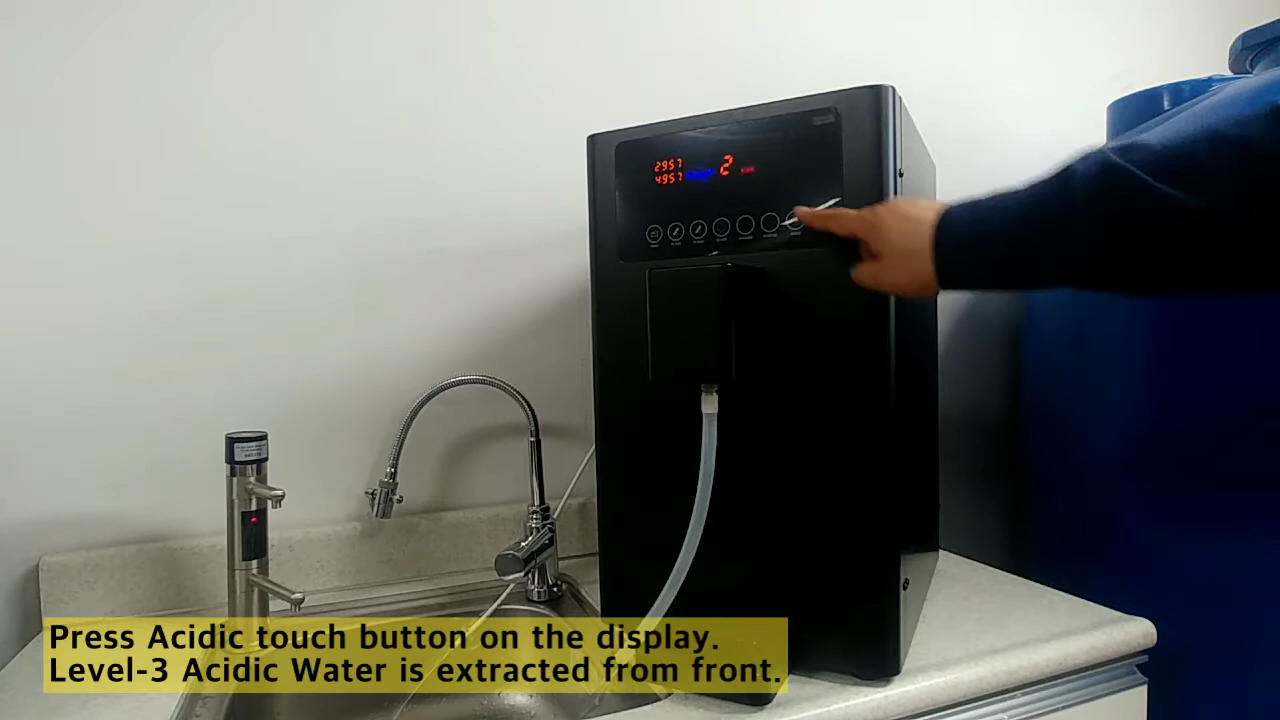 2957
4957
2
Press Acidic touch button on the display.
Level-3 Acidic Water is extracted from front.